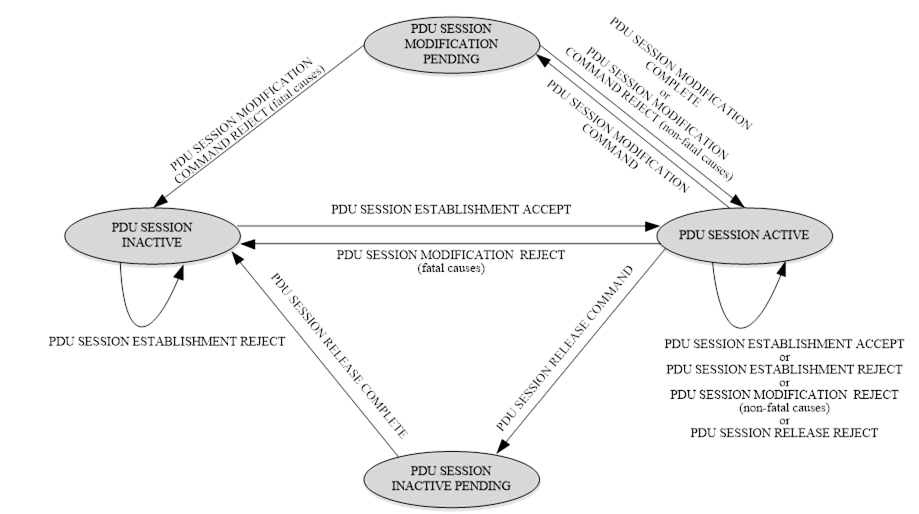 PDU SESSION
MODIFICATION
PENDING
PDU SESSION MODIFICATION
COMPLETE
or
PDU SESSION MODIFICATION
COMMAND REJECT (non-fatal causes)
PDU SESSION MODIFICATION
COMMAND
PDU SESSION MODIFICATION
COMMAND REJECT (fatal causes)
PDU SESSION
INACTIVE
PDU SESSION ESTABLISHMENT ACCEPT
PDU SESSION ACTIVE
PDU SESSION MODIFICATION REJECT
(fatal causes)
PDU SESSION ESTABLISHMENT REJECT
PDU SESSION RELEASE COMPLETE
PDU SESSION RELEASE COMMAND
PDU SESSION ESTABLISHMENT ACCEPT
or
PDU SESSION ESTABLISHMENT REJECT
or
PDU SESSION MODIFICATION REJECT
(non-fatal causes)
or
PDU SESSION RELEASE REJECT
PDU SESSION
INACTIVE PENDING